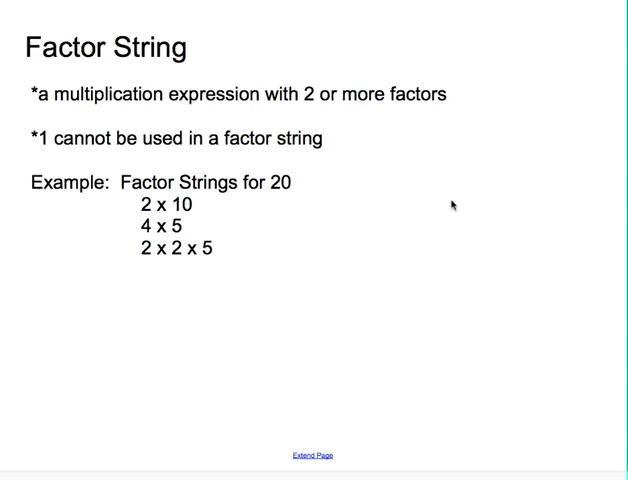 Factor String
*a multiplication expression with 2 or more factors
*1 cannot be used in a factor string
Example:  Factor Strings for 20
2 x 10
4 x 5
2 x 2 x 5
Extend Page